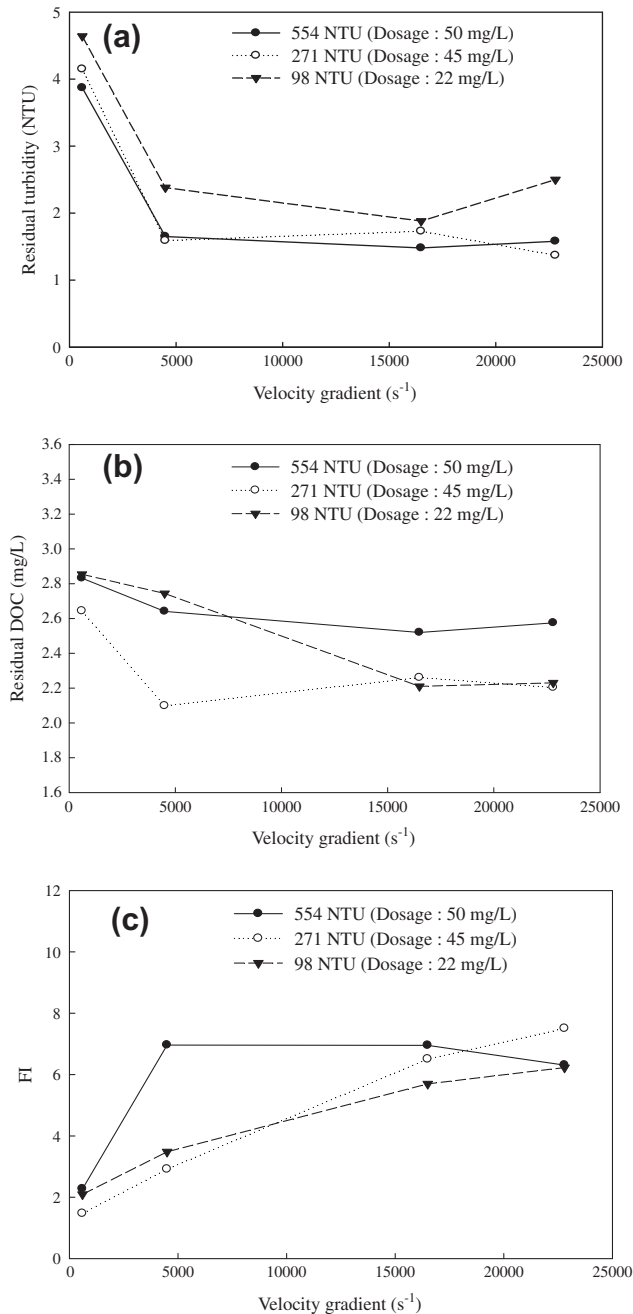 (a)
554 NTU (Dosage : 50 mg/L)
271 NTU (Dosage : 45 mg/L)
98 NTU (Dosage : 22 mg/L)
Residual turbidity (NTU)
5
4
3
2
1
0
0 5000 10000 15000 20000 25000
Velocity gradient (s⁻¹)
(b)
554 NTU (Dosage : 50 mg/L)
271 NTU (Dosage : 45 mg/L)
98 NTU (Dosage : 22 mg/L)
Residual DOC (mg/L)
3.6
3.4
3.2
3.0
2.8
2.6
2.4
2.2
2.0
1.8
1.6
0 5000 10000 15000 20000 25000
Velocity gradient (s⁻¹)
(c)
554 NTU (Dosage : 50 mg/L)
271 NTU (Dosage : 45 mg/L)
98 NTU (Dosage : 22 mg/L)
FI
12
10
8
6
4
2
0
0 5000 10000 15000 20000 25000
Velocity gradient (s⁻¹)